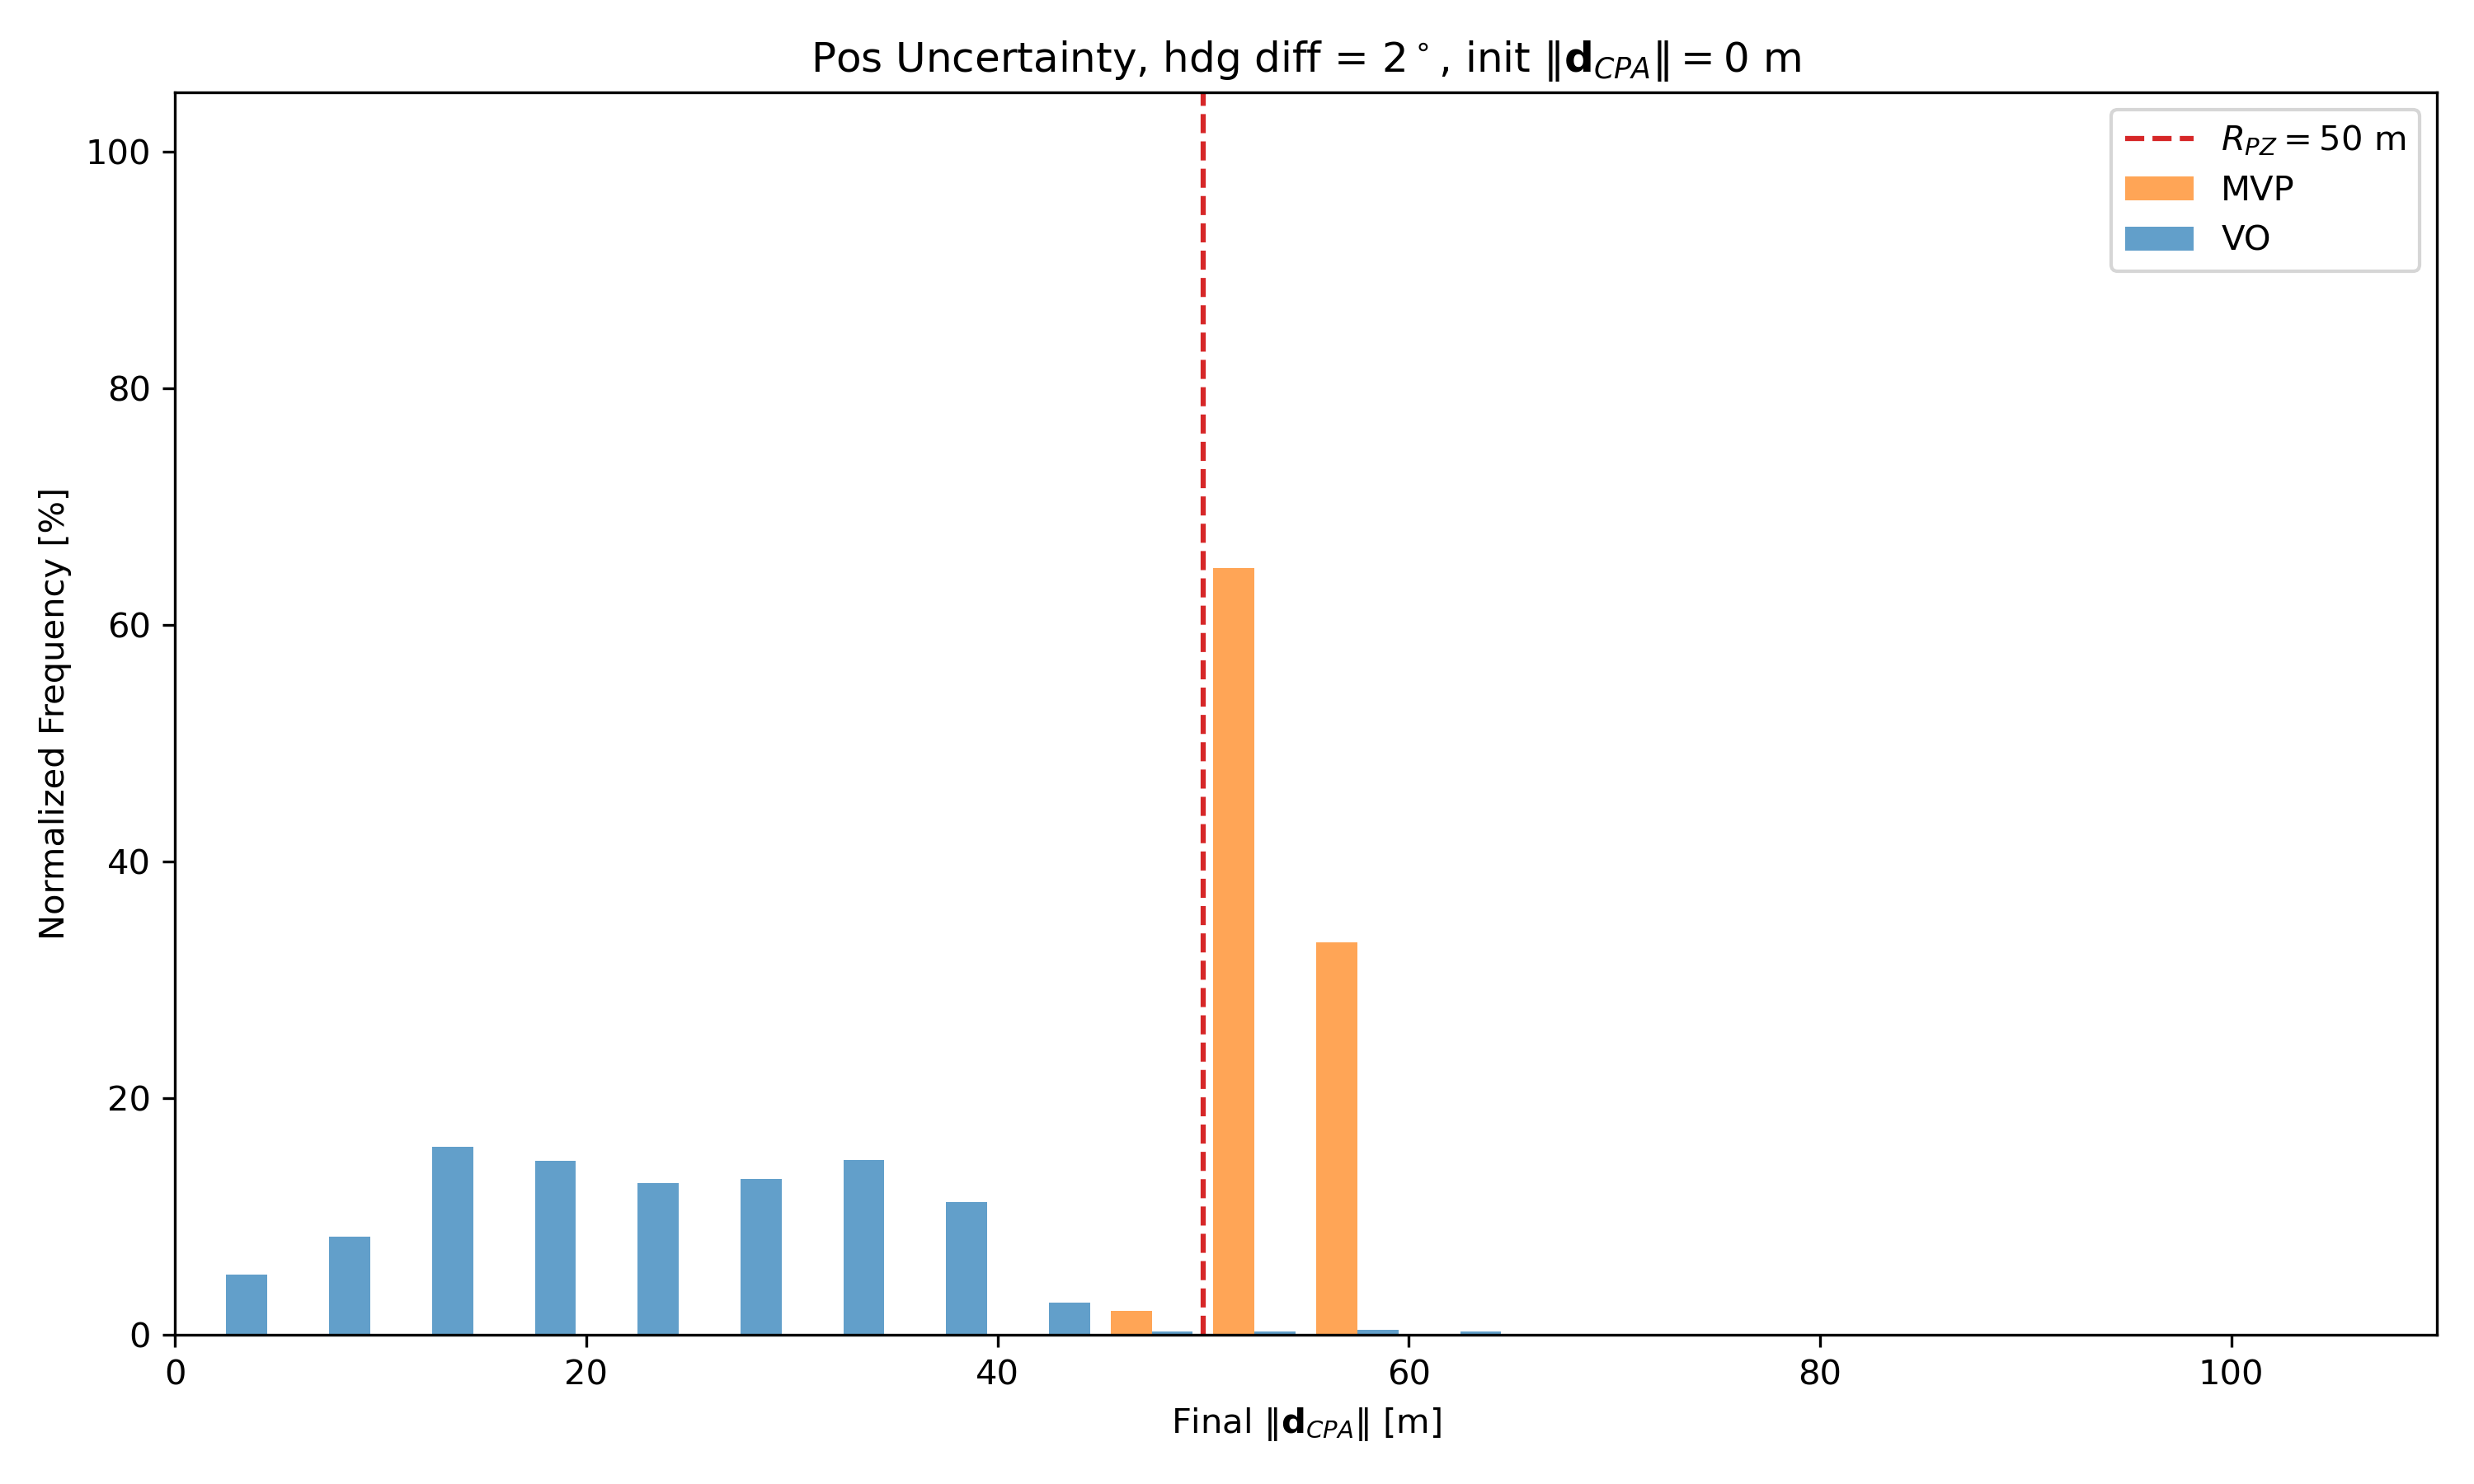 Pos Uncertainty, hdg diff = 2°, init ‖d_CPA‖ = 0 m
R_PZ = 50 m
MVP
VO
Normalized Frequency [%]
100
80
60
40
20
0
0 20 40 60 80 100
Final ‖d_CPA‖ [m]